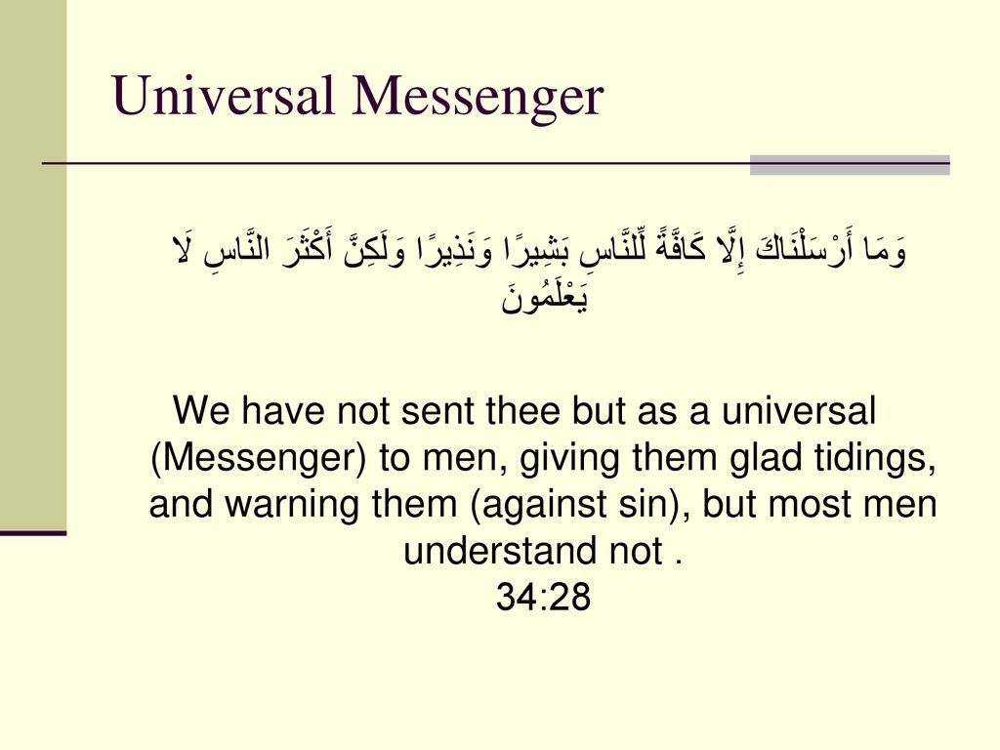 Universal Messenger
وَمَا أَرْسَلْنَاكَ إِلَّا كَافَّةً لِّلنَّاسِ بَشِيرًا وَنَذِيرًا وَلَكِنَّ أَكْثَرَ النَّاسِ لَا
يَعْلَمُونَ
We have not sent thee but as a universal
(Messenger) to men, giving them glad tidings,
and warning them (against sin), but most men
understand not .
34:28